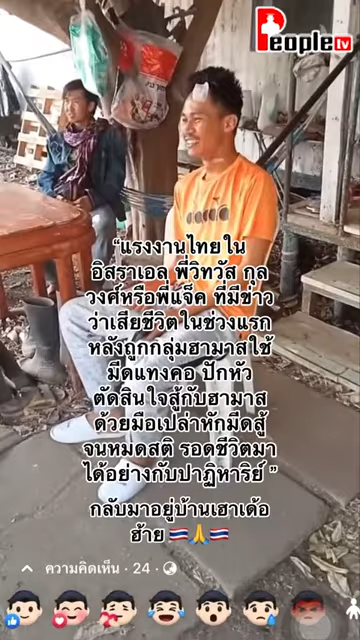 People tv
“แรงงานไทย ใน
อิสราเอล พี่วิทวัส กุล
วงศ์หรือพี่แจ็ค ที่มีข่าว
ว่าเสียชีวิตในช่วงแรก
หลังถูกกลุ่มฮามาสใช้
มีดแทงคอ ปักหัว
ตัดสินใจสู้กับฮามาส
ด้วยมือเปล่าหักมีดสู้
จนหมดสติ รอดชีวิตมา
ได้อย่างกับปาฏิหาริย์ ”
กลับมาอยู่บ้านเฮาเด้อ
ฮ้าย 🇹🇭🙏🇹🇭
ความคิดเห็น · 24 ·